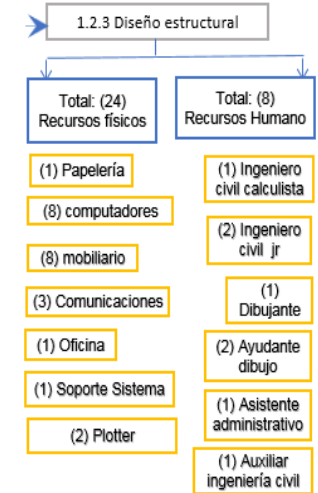 1.2.3 Diseño estructural
Total: (24)
Recursos físicos
(1) Papelería
(8) computadores
(8) mobiliario
(3) Comunicaciones
(1) Oficina
(1) Soporte Sistema
(2) Plotter
Total: (8)
Recursos Humano
(1) Ingeniero
civil calculista
(2) Ingeniero
civil jr
(1)
Dibujante
(2) Ayudante
dibujo
(1) Asistente
administrativo
(1) Auxiliar
ingeniería civil